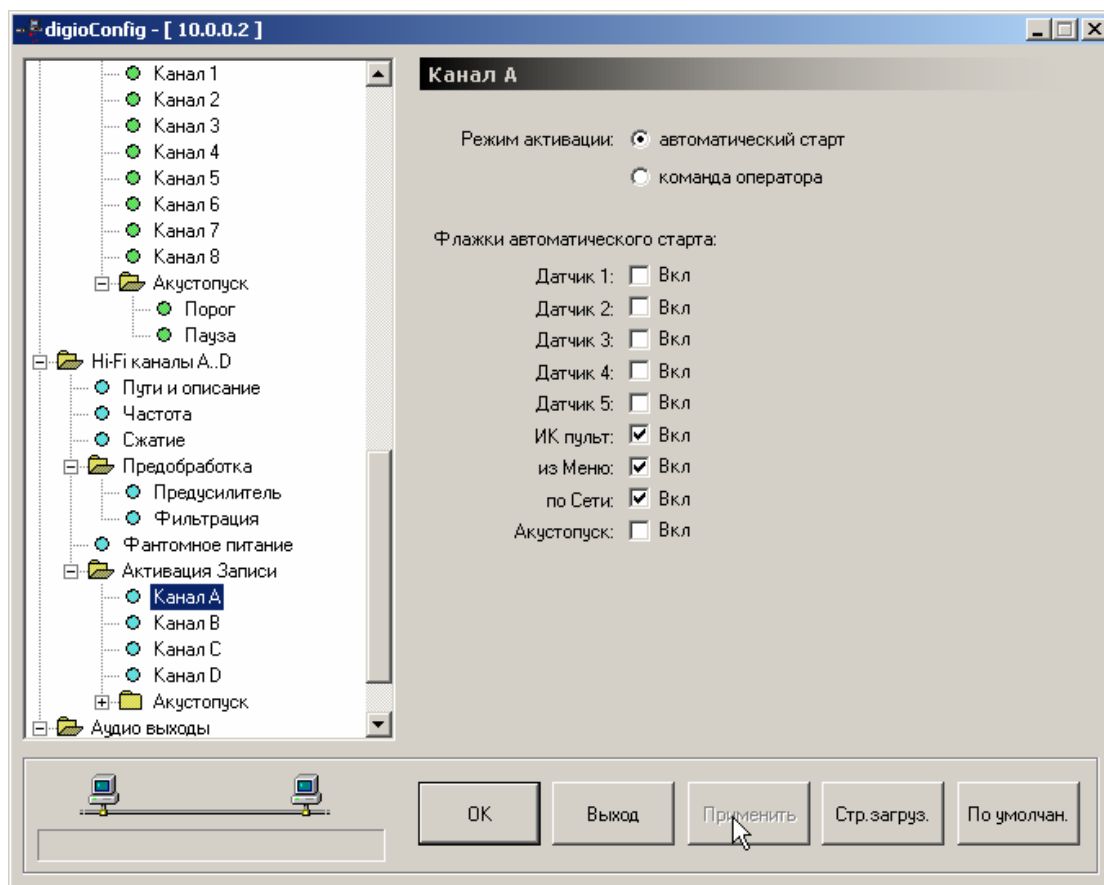 digioConfig - [ 10.0.0.2 ]
Канал 1
Канал 2
Канал 3
Канал 4
Канал 5
Канал 6
Канал 7
Канал 8
Акустопуск
Порог
Пауза
Hi-Fi каналы A..D
Пути и описание
Частота
Сжатие
Предобработка
Предусилитель
Фильтрация
Фантомное питание
Активация Записи
Канал A
Канал B
Канал C
Канал D
Акустопуск
Аудио выходы
Канал A
Режим активации: автоматический старт
команда оператора
Флажки автоматического старта:
Датчик 1: Вкл
Датчик 2: Вкл
Датчик 3: Вкл
Датчик 4: Вкл
Датчик 5: Вкл
ИК пульт: Вкл
из Меню: Вкл
по Сети: Вкл
Акустопуск: Вкл
OK
Выход
Применить
Стр.загруз.
По умолчан.